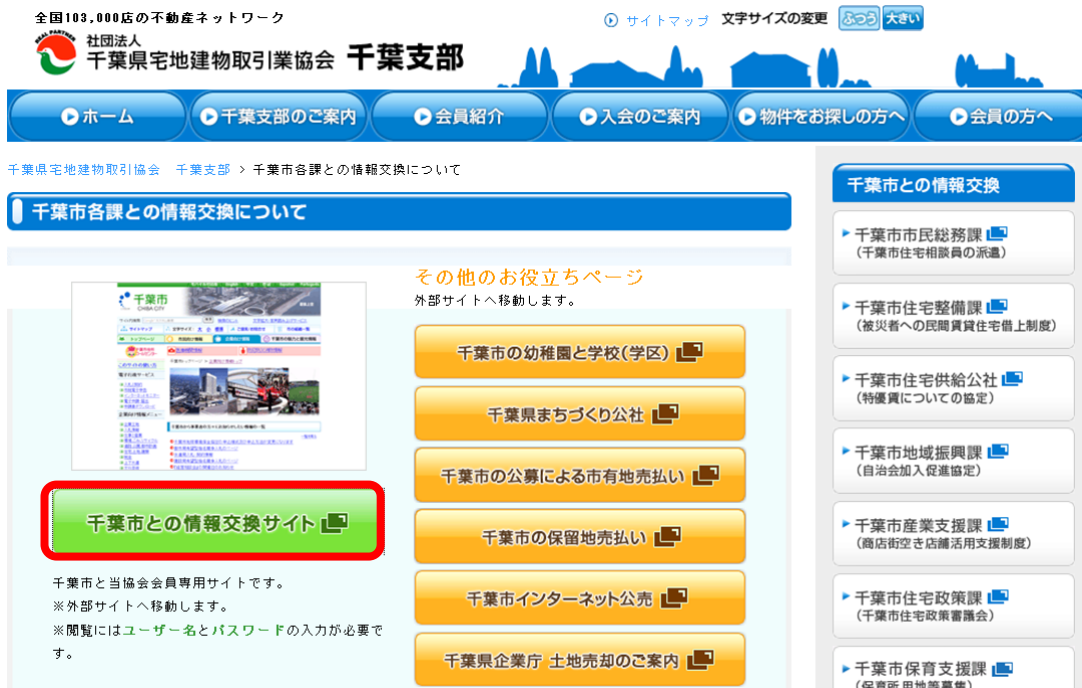 全国103,000店の不動産ネットワーク
サイトマップ 文字サイズの変更 ふつう 大きい
REAL PARTNER
社団法人
千葉県宅地建物取引業協会 千葉支部
ホーム 千葉支部のご案内 会員紹介 入会のご案内 物件をお探しの方へ 会員の方へ
千葉県宅地建物取引協会 千葉支部 > 千葉市各課との情報交換について
千葉市各課との情報交換について
千葉市
CHIBA CITY
千葉市との情報交換サイト
千葉市と当協会会員専用サイトです。
※外部サイトへ移動します。
※閲覧にはユーザー名とパスワードの入力が必要で
す。
その他のお役立ちページ
外部サイトへ移動します。
千葉市の幼稚園と学校(学区)
千葉県まちづくり公社
千葉市の公募による市有地売払い
千葉市の保留地売払い
千葉市インターネット公売
千葉県企業庁 土地売却のご案内
千葉市との情報交換
千葉市市民総務課
(千葉市住宅相談員の派遣)
千葉市住宅整備課
(被災者への民間賃貸住宅借上制度)
千葉市住宅供給公社
(特優賃についての協定)
千葉市地域振興課
(自治会加入促進協定)
千葉市産業支援課
(商店街空き店舗活用支援制度)
千葉市住宅政策課
(千葉市住宅政策審議会)
千葉市保育支援課
(保育所用地等募集)